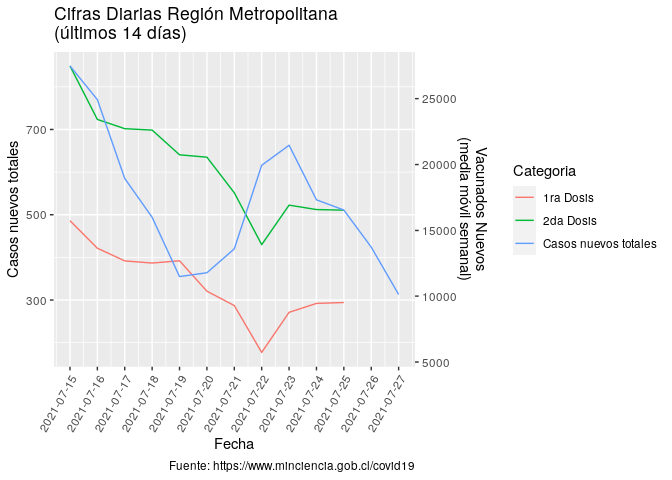 Cifras Diarias Región Metropolitana
(últimos 14 días)
Casos nuevos totales
700
500
300
25000
20000
15000
10000
5000
Vacunados Nuevos
(media móvil semanal)
2021-07-15
2021-07-16
2021-07-17
2021-07-18
2021-07-19
2021-07-20
2021-07-21
2021-07-22
2021-07-23
2021-07-24
2021-07-25
2021-07-26
2021-07-27
Fecha
Categoria
1ra Dosis
2da Dosis
Casos nuevos totales
Fuente: https://www.minciencia.gob.cl/covid19